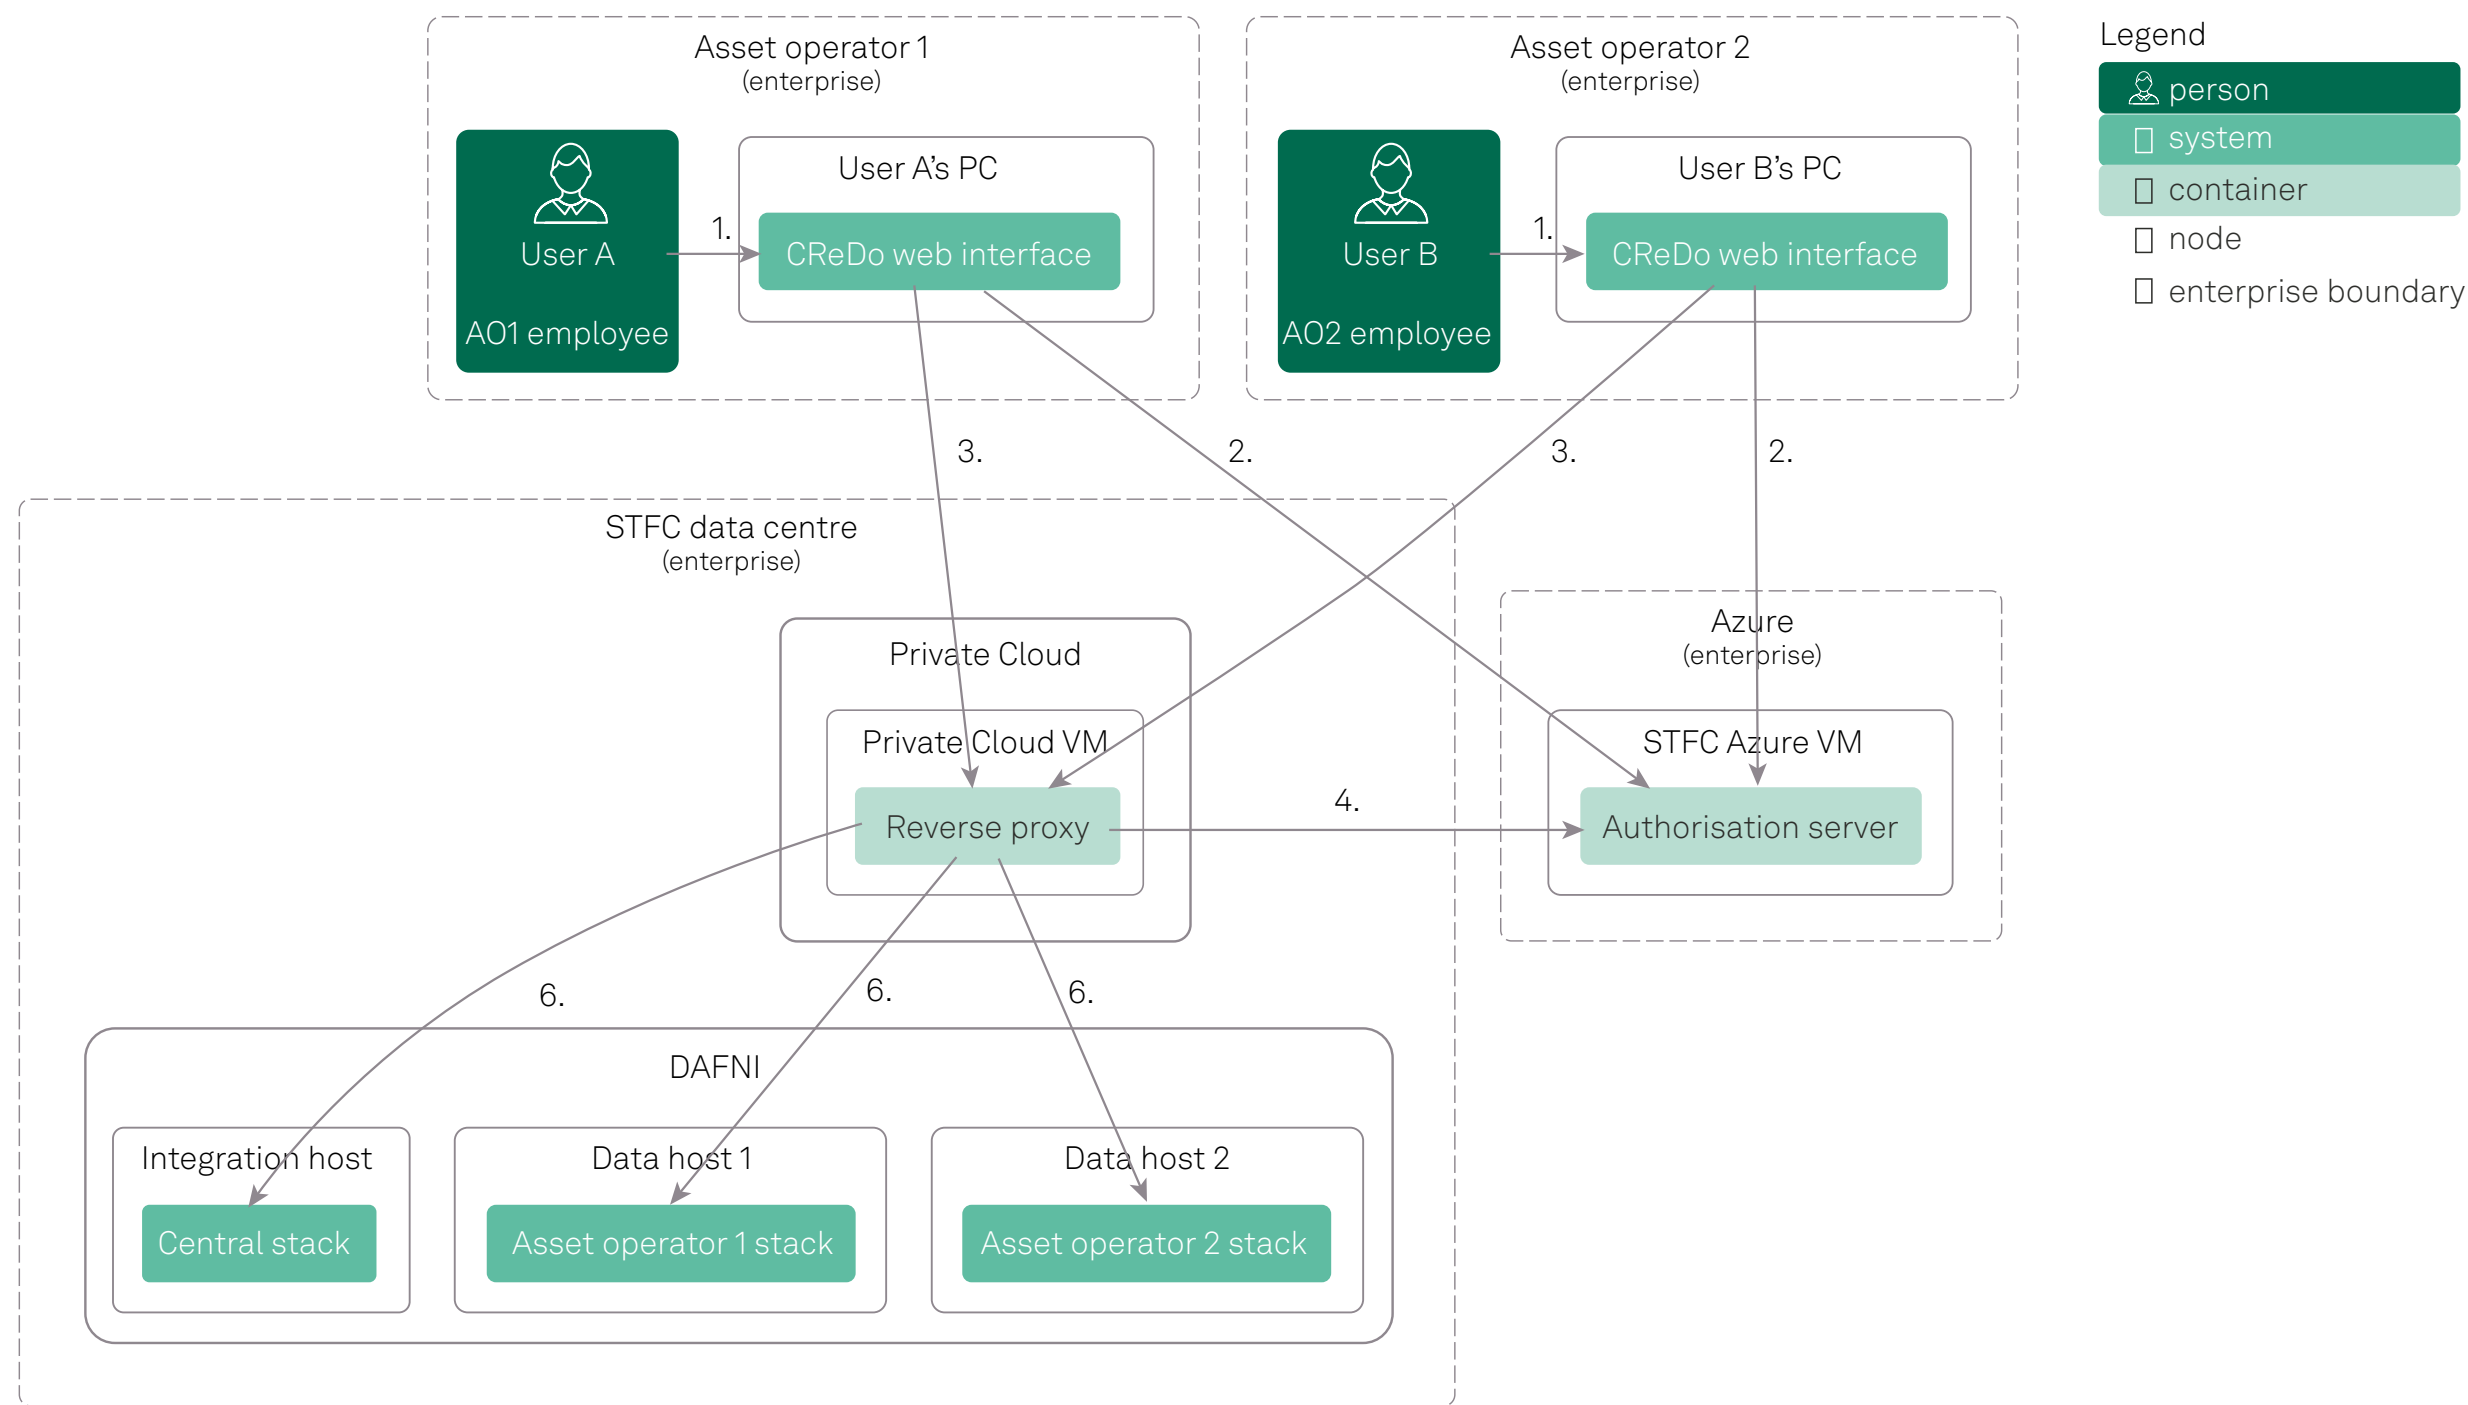 Asset operator 1
(enterprise)
User A
AO1 employee
1.
User A's PC
CReDo web interface
Asset operator 2
(enterprise)
User B
AO2 employee
1.
User B's PC
CReDo web interface
Legend
person
system
container
node
enterprise boundary
3.
2.
3.
2.
STFC data centre
(enterprise)
Private Cloud
Private Cloud VM
Reverse proxy
4.
Azure
(enterprise)
STFC Azure VM
Authorisation server
6.
6.
6.
DAFNI
Integration host
Central stack
Data host 1
Asset operator 1 stack
Data host 2
Asset operator 2 stack